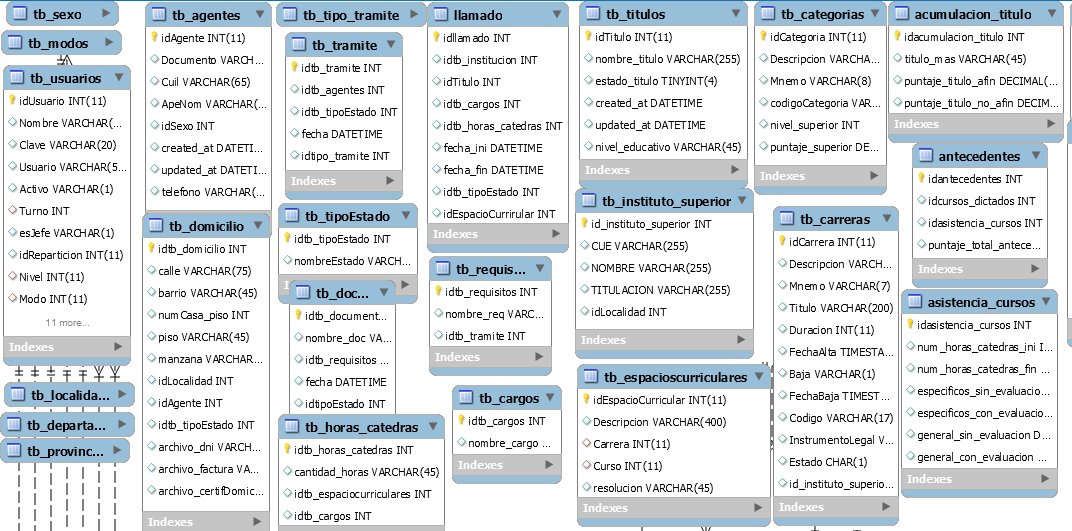 tb_sexo
tb_modos
tb_usuarios
idUsuario INT(11)
Nombre VARCHAR(...
Clave VARCHAR(20)
Usuario VARCHAR(5...
Activo VARCHAR(1)
Turno INT
esJefe VARCHAR(1)
idReparticion INT(11)
Nivel INT(11)
Modo INT(11)
11 more...
Indexes
tb_localida...
tb_departa...
tb_provinc...
tb_agentes
idAgente INT(11)
Documento VARCH...
Cuil VARCHAR(65)
ApeNom VARCHAR(...
idSexo INT
created_at DATETI...
updated_at DATETI...
telefono VARCHAR(...
tb_domicilio
idtb_domicilio INT
calle VARCHAR(75)
barrio VARCHAR(45)
numCasa_piso INT
piso VARCHAR(45)
manzana VARCHAR...
idLocalidad INT
idAgente INT
idtb_tipoEstado INT
archivo_dni VARCH...
archivo_factura VA...
archivo_certifDomic...
Indexes
tb_tipo_tramite
tb_tramite
idtb_tramite INT
idtb_agentes INT
idtb_tipoEstado INT
fecha DATETIME
idtipo_tramite INT
Indexes
tb_tipoEstado
idtb_tipoEstado INT
nombreEstado VARCH...
tb_doc...
idtb_document...
nombre_doc VA...
idtb_requisitos ...
fecha DATETIME
idtipoEstado INT
tb_horas_catedras
idtb_horas_catedras INT
cantidad_horas VARCHAR(45)
idtb_espaciocurriculares INT
idtb_cargos INT
Indexes
llamado
idllamado INT
idtb_institucion INT
idTitulo INT
idtb_cargos INT
idtb_horas_catedras INT
fecha_ini DATETIME
fecha_fin DATETIME
idtb_tipoEstado INT
idEspacioCurrirular INT
Indexes
tb_requis...
idtb_requisitos INT
nombre_req VARC...
idtb_tramite INT
Indexes
tb_cargos
idtb_cargos INT
nombre_cargo ...
Indexes
tb_titulos
idTitulo INT(11)
nombre_titulo VARCHAR(255)
estado_titulo TINYINT(4)
created_at DATETIME
updated_at DATETIME
nivel_educativo VARCHAR(45)
Indexes
tb_instituto_superior
id_instituto_superior INT
CUE VARCHAR(255)
NOMBRE VARCHAR(255)
TITULACION VARCHAR(255)
idLocalidad INT
Indexes
tb_espacioscurriculares
idEspacioCurricular INT(11)
Descripcion VARCHAR(400)
Carrera INT(11)
Curso INT(11)
resolucion VARCHAR(45)
Indexes
tb_categorias
idCategoria INT(11)
Descripcion VARCHA...
Mnemo VARCHAR(8)
codigoCategoria VAR...
nivel_superior INT
puntaje_superior DE...
Indexes
tb_carreras
idCarrera INT(11)
Descripcion VARCH...
Mnemo VARCHAR(7)
Titulo VARCHAR(200)
Duracion INT(11)
FechaAlta TIMESTA...
Baja VARCHAR(1)
FechaBaja TIMEST...
Codigo VARCHAR(17)
InstrumentoLegal V...
Estado CHAR(1)
id_instituto_superio...
Indexes
acumulacion_titulo
idacumulacion_titulo INT
titulo_mas VARCHAR(45)
puntaje_titulo_afin DECIMAL(...
puntaje_titulo_no_afin DECIM...
Indexes
antecedentes
idantecedentes INT
idcursos_dictados INT
idasistencia_cursos INT
puntaje_total_antece...
Indexes
asistencia_cursos
idasistencia_cursos INT
num_horas_catedras_ini I...
num_horas_catedras_fin ...
especificos_sin_evaluacio...
especificos_con_evaluacio...
general_sin_evaluacion D...
general_con_evaluacion ...
Indexes